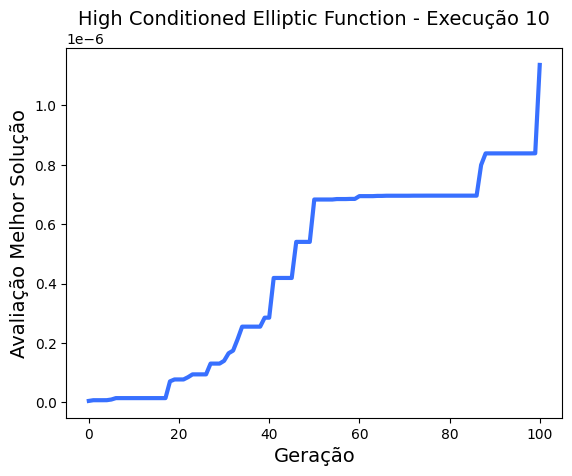 High Conditioned Elliptic Function - Execução 10
1e−6
Avaliação Melhor Solução
1.0
0.8
0.6
0.4
0.2
0.0
0 20 40 60 80 100
Geração